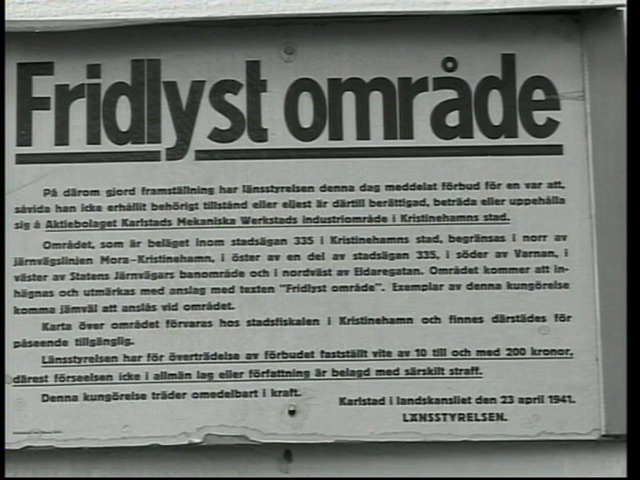 Fridlyst område
På därom gjord framställning har länsstyrelsen denna dag meddelat förbud för en var att,
såvida han icke erhållit behörigt tillstånd eller eljest är därtill berättigad, beträda eller uppehålla
sig å Aktiebolaget Karlstads Mekaniska Werkstads industriområde i Kristinehamns stad.
Området, som är beläget inom stadsägan 335 i Kristinehamns stad, begränsas i norr av
järnvägslinjen Mora—Kristinehamn, i öster av en del av stadsägan 335, i söder av Varnan, i
väster av Statens Järnvägars banområde och i nordväst av Eldaregatan. Området kommer att in-
hägnas och utmärkas med anslag med texten "Fridlyst område". Exemplar av denna kungörelse
komma jämväl att anslås vid området.
Karta över området förvaras hos stadsfiskalen i Kristinehamn och finnes därstädes för
påseende tillgänglig.
Länsstyrelsen har för överträdelse av förbudet fastställt vite av 10 till och med 200 kronor,
därest förseelsen icke i allmän lag eller författning är belagd med särskilt straff.
Denna kungörelse träder omedelbart i kraft.
Karlstad i landskansliet den 23 april 1941.
LÄNSSTYRELSEN.